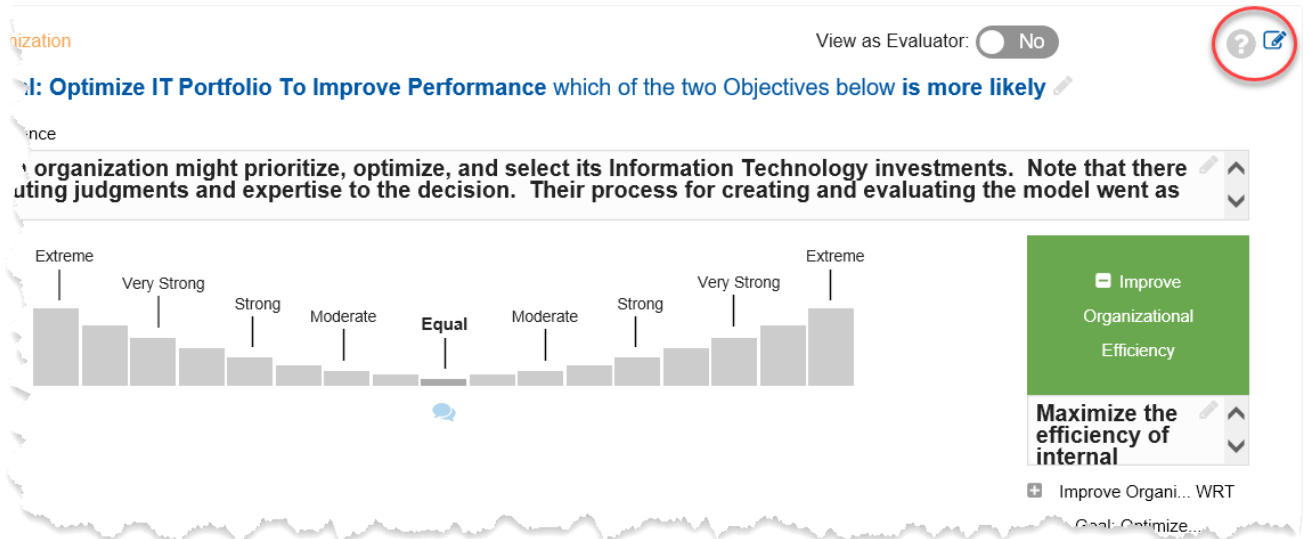 nization
View as Evaluator: No
?
al: Optimize IT Portfolio To Improve Performance which of the two Objectives below is more likely
ence
organization might prioritize, optimize, and select its Information Technology investments.  Note that there
uting judgments and expertise to the decision.  Their process for creating and evaluating the model went as
Extreme
Very Strong
Strong
Moderate
Equal
Moderate
Strong
Very Strong
Extreme
Improve
Organizational
Efficiency
Maximize the
efficiency of
internal
Improve Organi... WRT
Goal: Optimize...